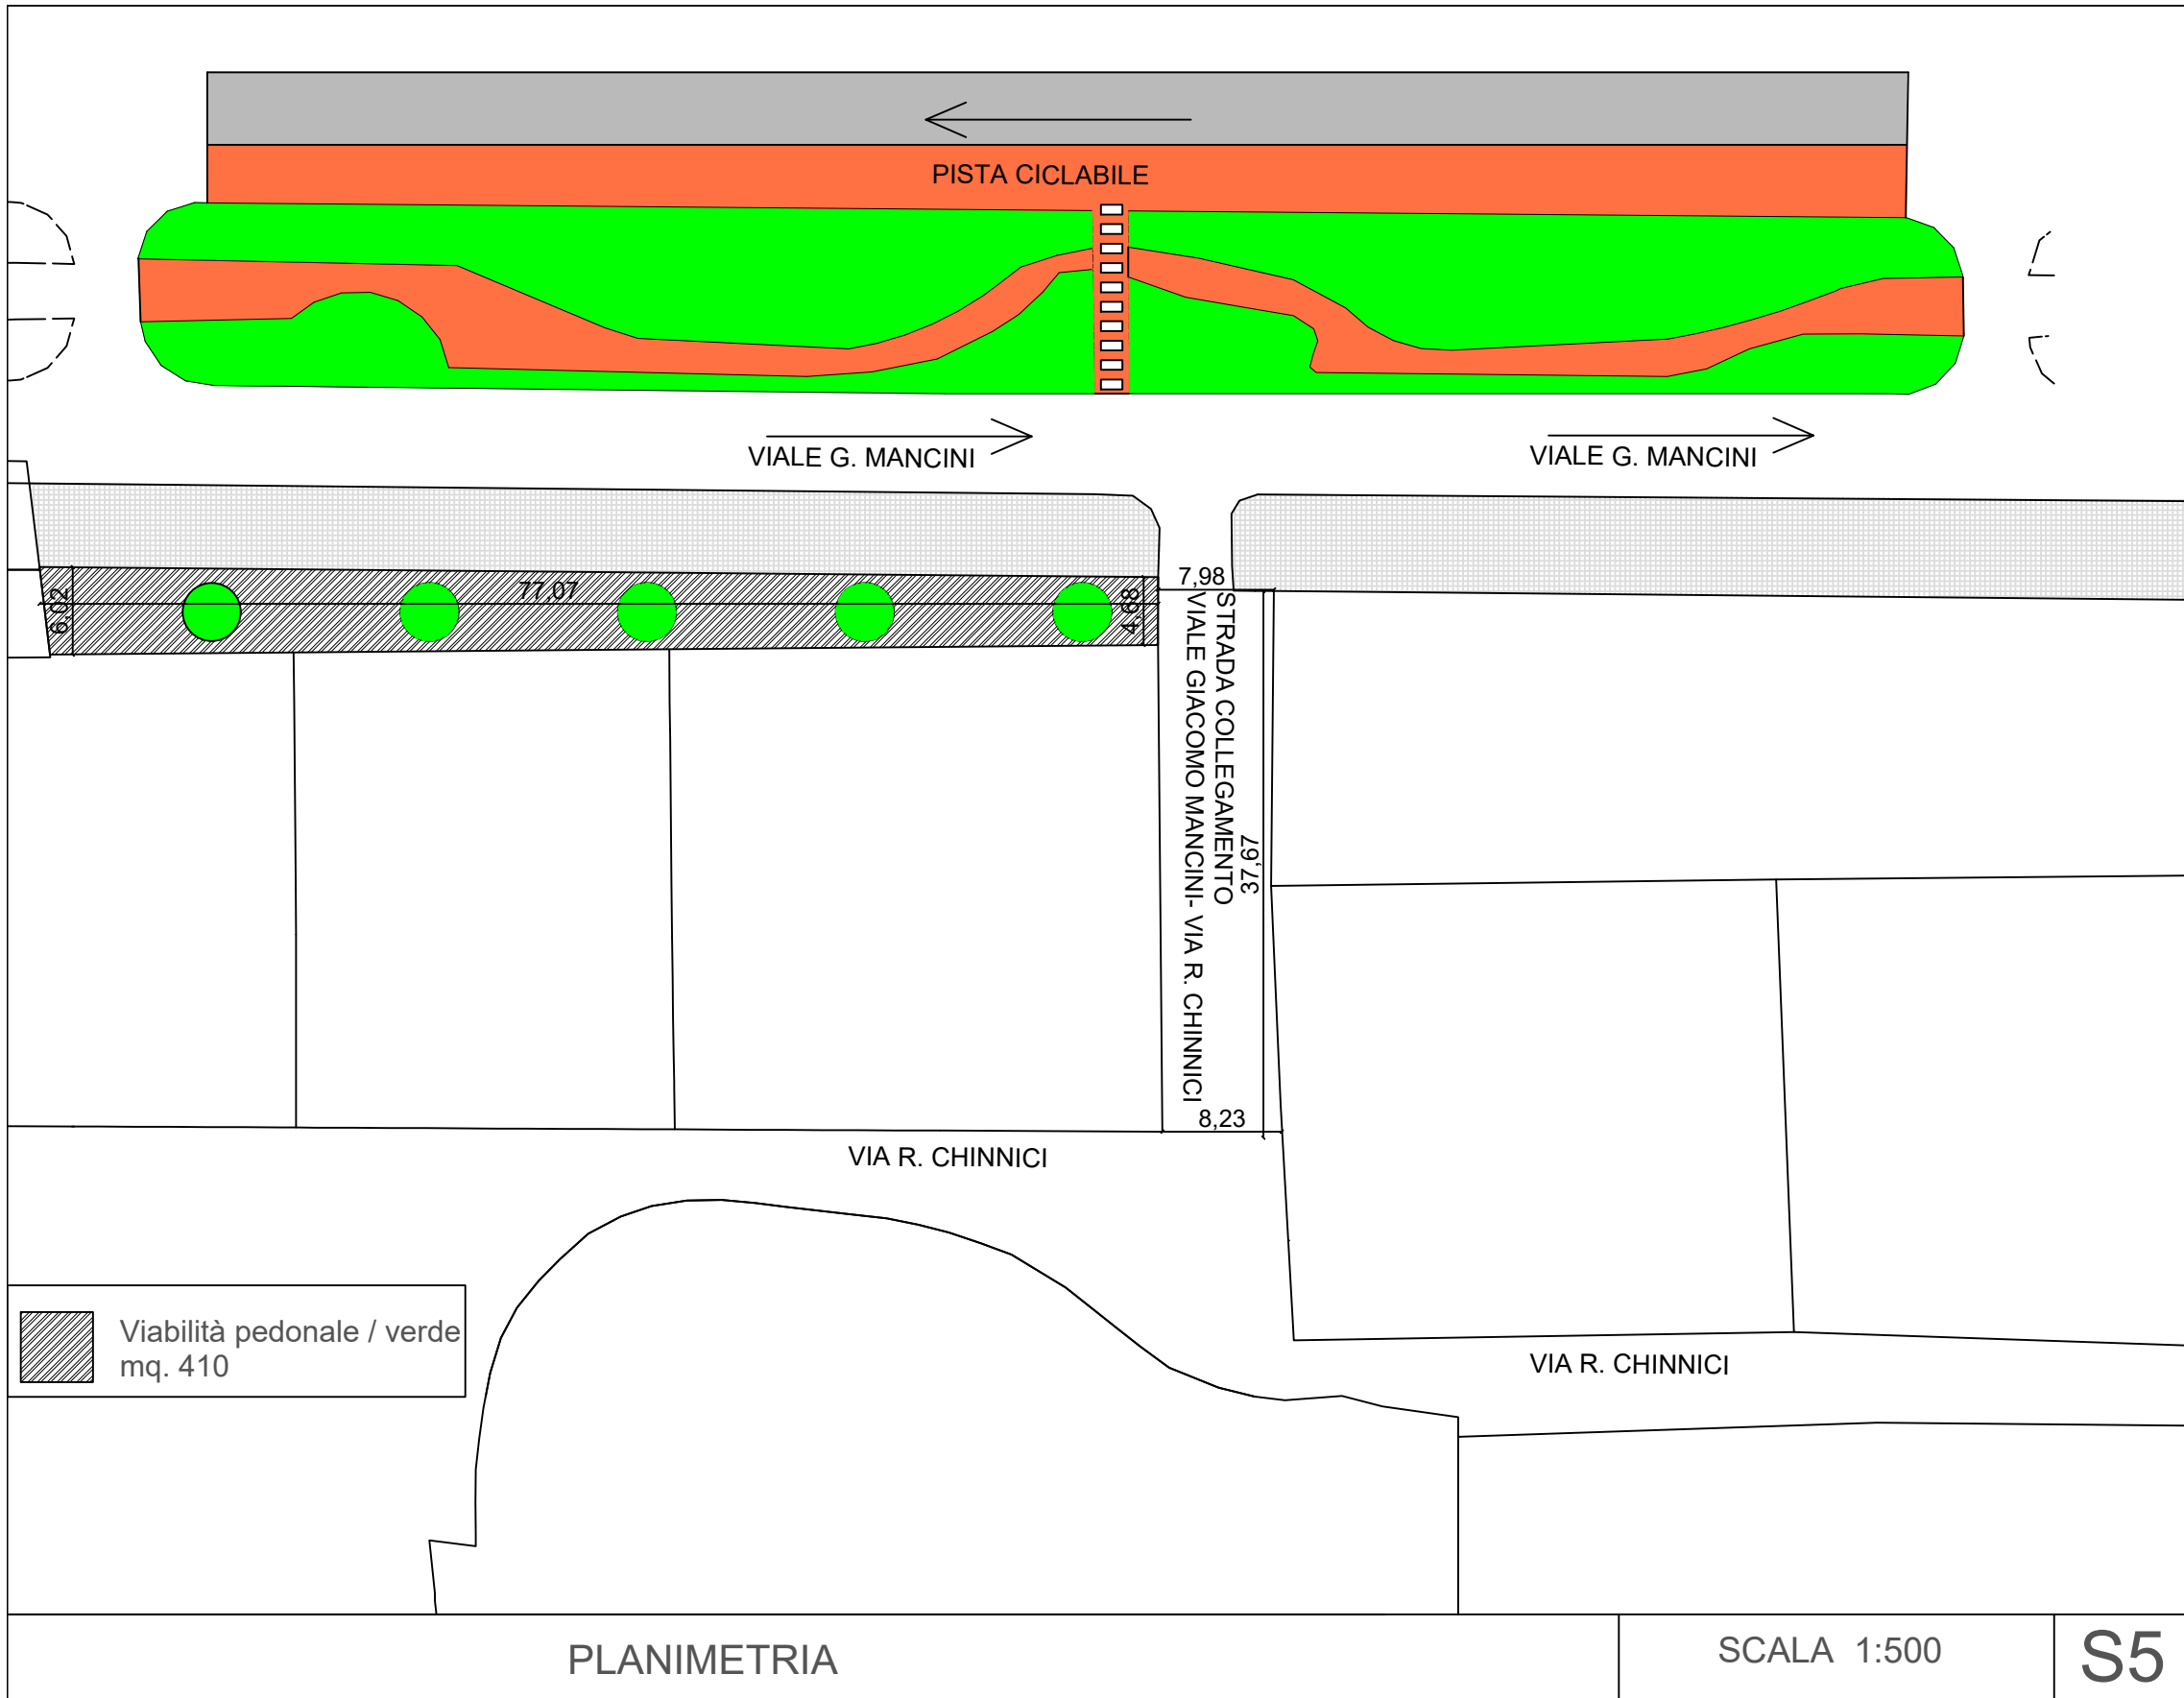 PISTA CICLABILE
VIALE G. MANCINI
VIALE G. MANCINI
6,02
77,07
4,68
7,98
STRADA COLLEGAMENTO
VIALE GIACOMO MANCINI- VIA R. CHINNICI
37,67
8,23
VIA R. CHINNICI
Viabilità pedonale / verde
mq. 410
VIA R. CHINNICI
PLANIMETRIA
SCALA 1:500
S5